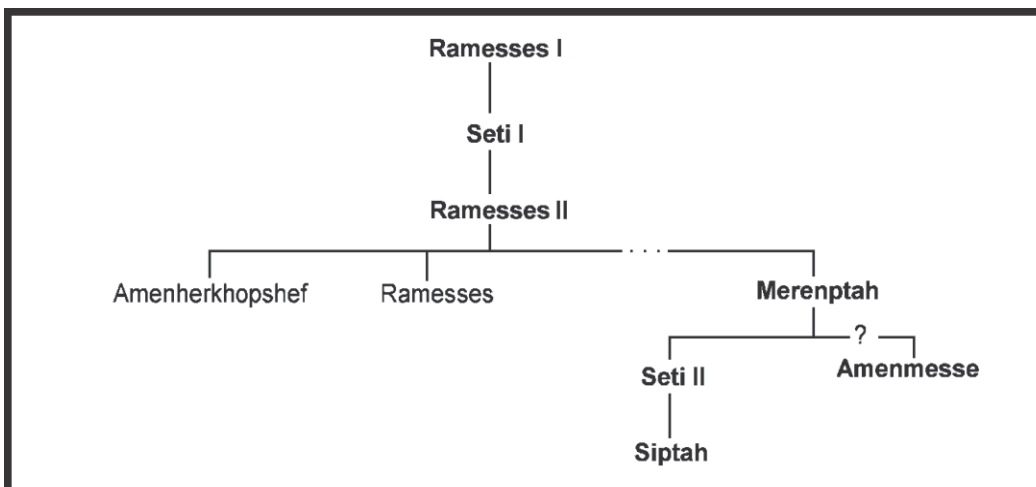 Ramesses I
Seti I
Ramesses II
. . .
Amenherkhopshef Ramesses Merenptah
?
Seti II Amenmesse
Siptah